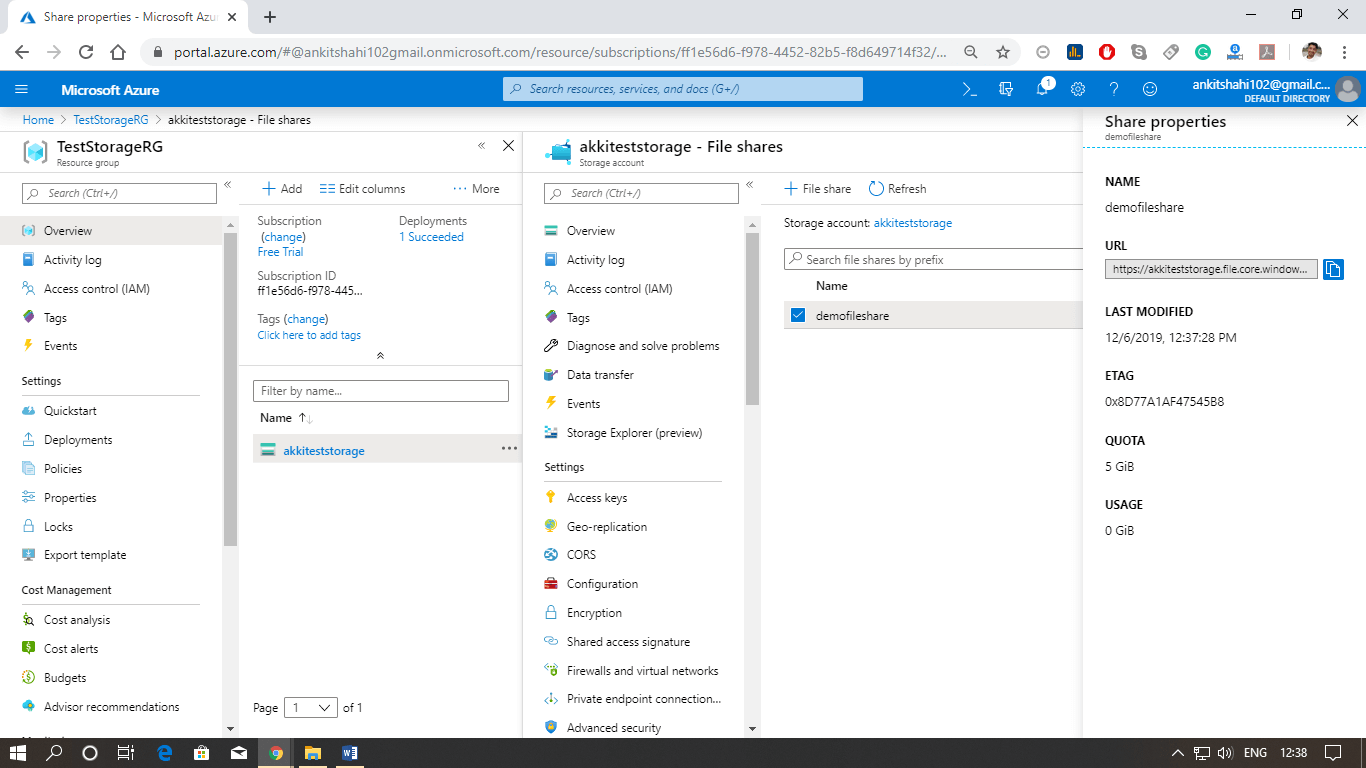 Share properties - Microsoft Azu
portal.azure.com/#@ankitshahi102gmail.onmicrosoft.com/resource/subscriptions/ff1e56d6-f978-4452-82b5-f8d649714f32/...
Microsoft Azure
Search resources, services, and docs (G+/)
1
ankitshahi102@gmail.c...
DEFAULT DIRECTORY
Home > TestStorageRG > akkiteststorage - File shares
TestStorageRG
Resource group
Search (Ctrl+/)
Overview
Activity log
Access control (IAM)
Tags
Events
Settings
Quickstart
Deployments
Policies
Properties
Locks
Export template
Cost Management
Cost analysis
Cost alerts
Budgets
Advisor recommendations
Add Edit columns ... More
Subscription
(change)
Free Trial
Deployments
1 Succeeded
Subscription ID
ff1e56d6-f978-445...
Tags (change)
Click here to add tags
Filter by name...
Name
akkiteststorage
Page 1 of 1
akkiteststorage - File shares
Storage account
Search (Ctrl+/)
Overview
Activity log
Access control (IAM)
Tags
Diagnose and solve problems
Data transfer
Events
Storage Explorer (preview)
Settings
Access keys
Geo-replication
CORS
Configuration
Encryption
Shared access signature
Firewalls and virtual networks
Private endpoint connection...
Advanced security
File share Refresh
Storage account: akkiteststorage
Search file shares by prefix
Name
demofileshare
Share properties
demofileshare
NAME
demofileshare
URL
https://akkiteststorage.file.core.window...
LAST MODIFIED
12/6/2019, 12:37:28 PM
ETAG
0x8D77A1AF47545B8
QUOTA
5 GiB
USAGE
0 GiB
ENG 12:38